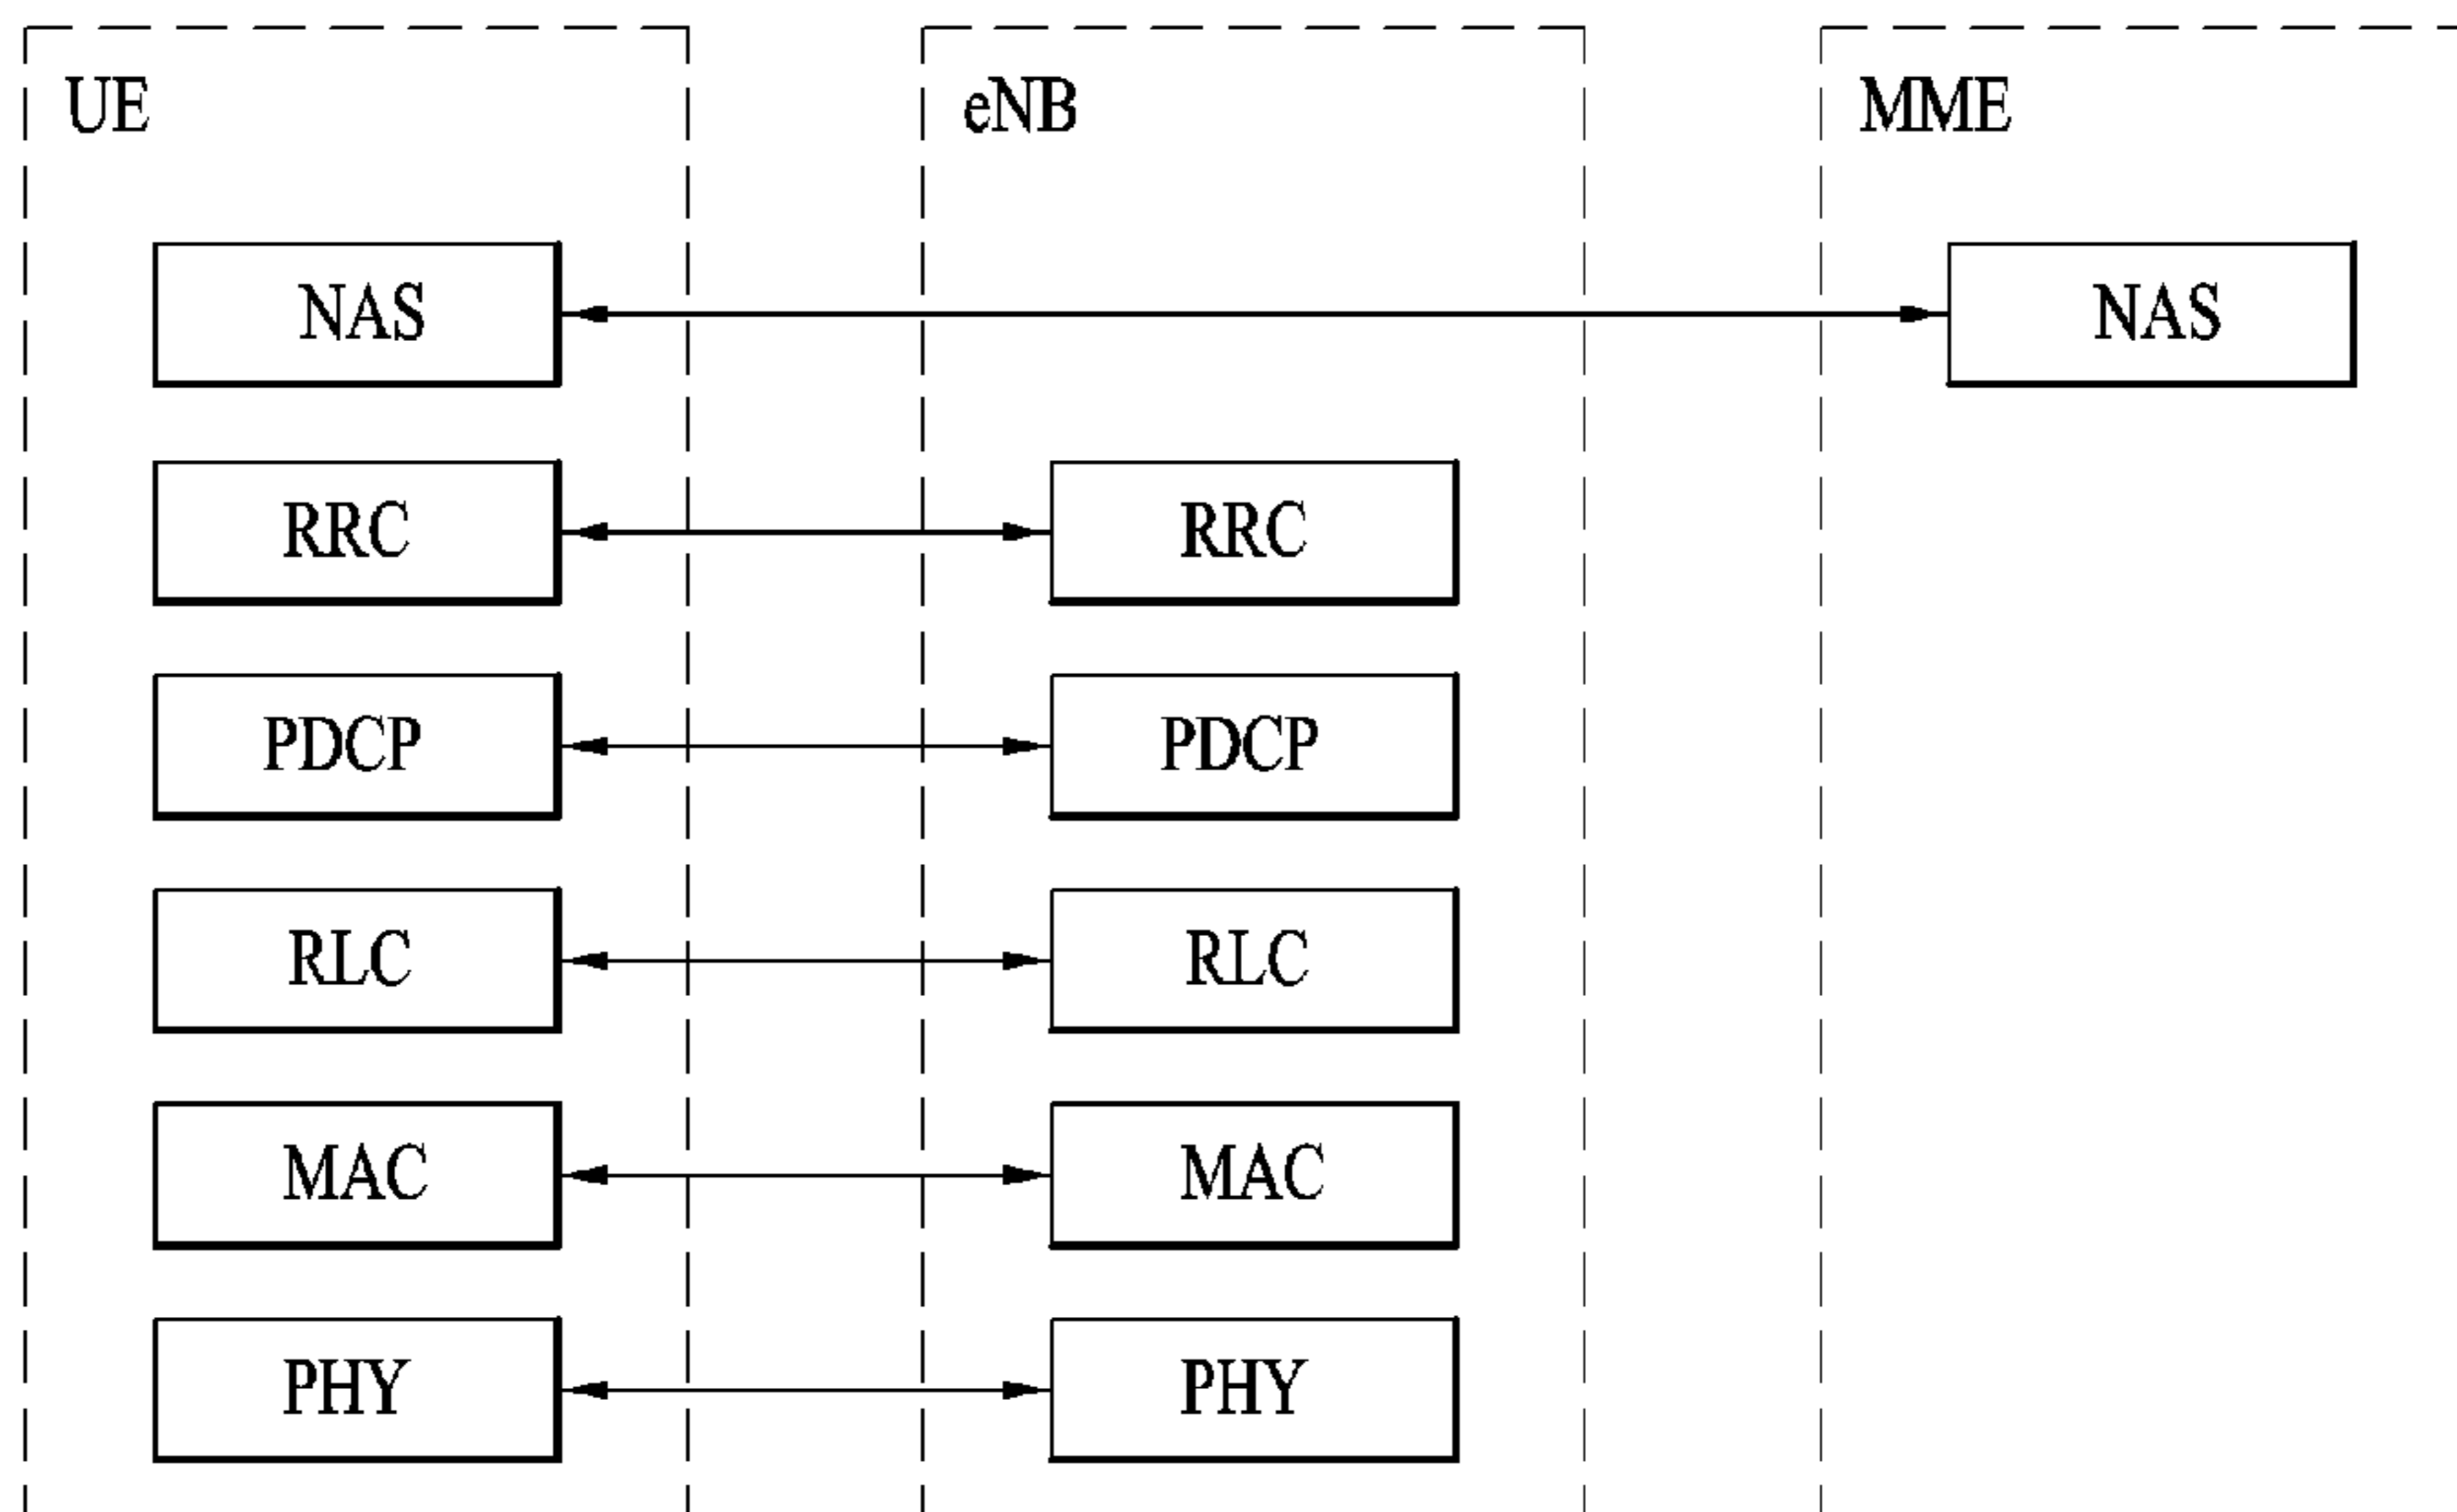 UE eNB MME
NAS NAS
RRC RRC
PDCP PDCP
RLC RLC
MAC MAC
PHY PHY